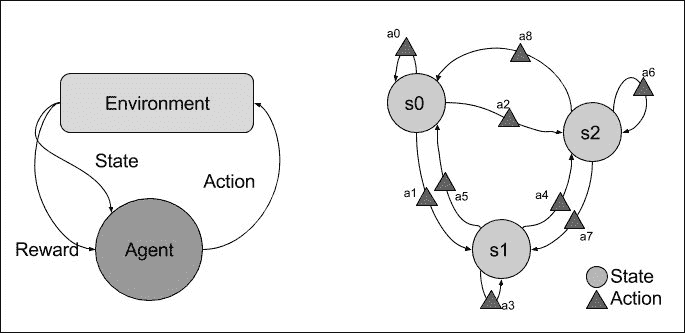 Environment
State
Action
Reward
Agent
a0
a8
a6
s0
a2
s2
a1
a5
a4
a7
s1
a3
State
Action